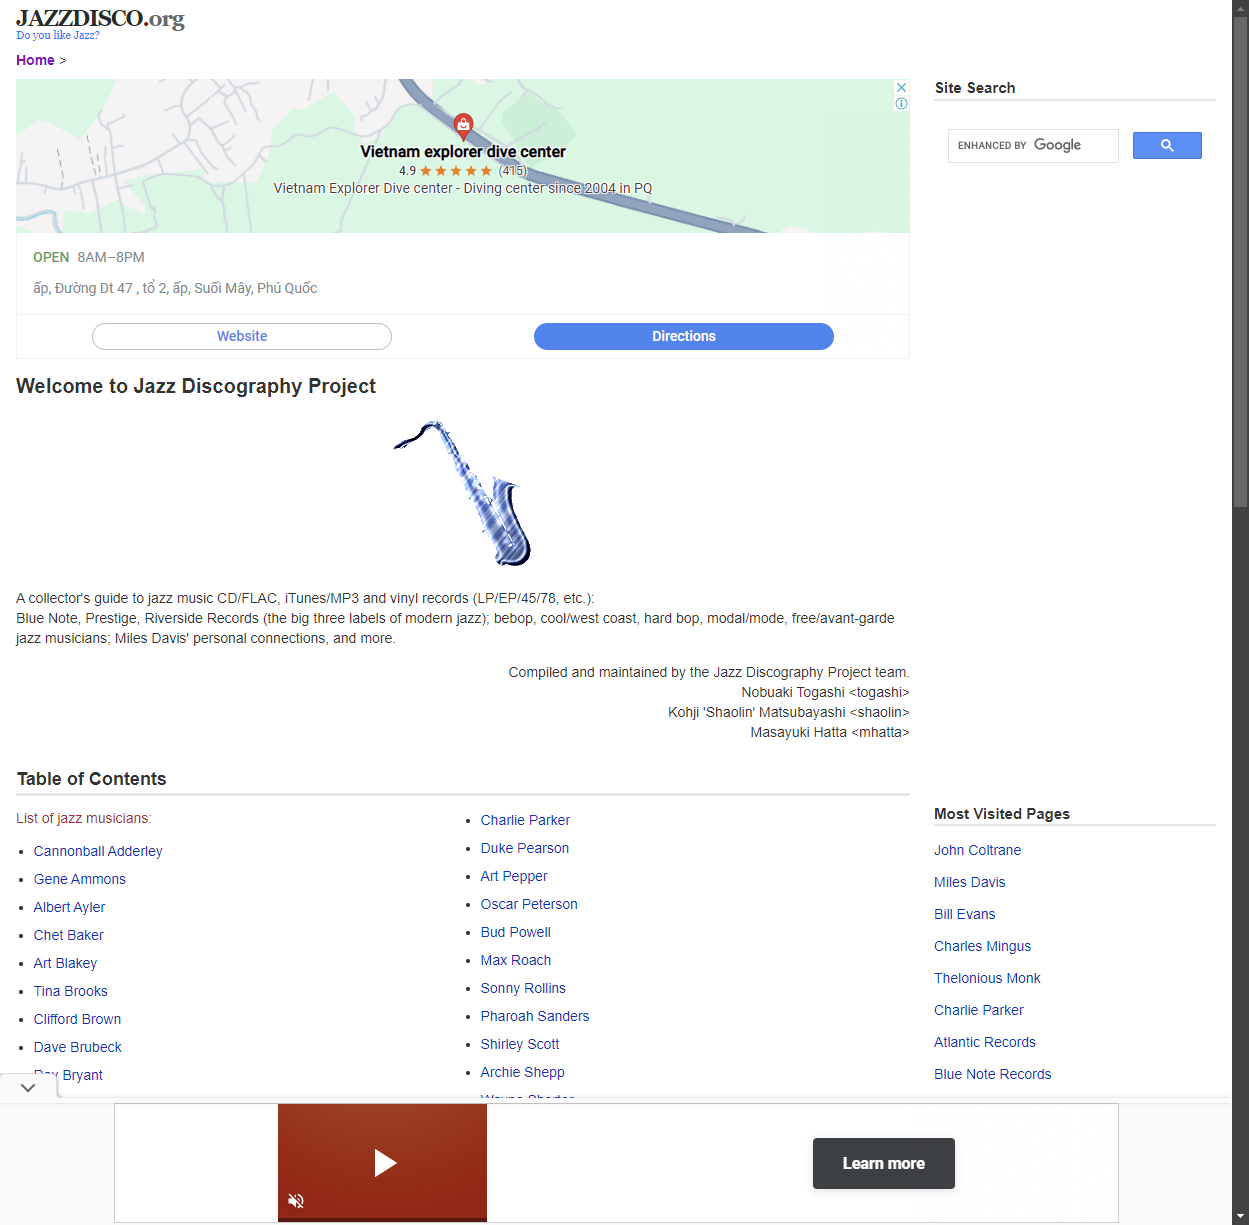 JAZZDISCO.org
Do you like Jazz?
Home >
Vietnam explorer dive center
4.9 ★★★★★ (415)
Vietnam Explorer Dive center - Diving center since 2004 in PQ
OPEN 8AM–8PM
ấp, Đường Dt 47 , tổ 2, ấp, Suối Mây, Phú Quốc
Website
Directions
Site Search
ENHANCED BY Google
Welcome to Jazz Discography Project
A collector's guide to jazz music CD/FLAC, iTunes/MP3 and vinyl records (LP/EP/45/78, etc.):
Blue Note, Prestige, Riverside Records (the big three labels of modern jazz); bebop, cool/west coast, hard bop, modal/mode, free/avant-garde
jazz musicians; Miles Davis' personal connections, and more.
Compiled and maintained by the Jazz Discography Project team.
Nobuaki Togashi <togashi>
Kohji 'Shaolin' Matsubayashi <shaolin>
Masayuki Hatta <mhatta>
Table of Contents
List of jazz musicians:
• Cannonball Adderley
• Gene Ammons
• Albert Ayler
• Chet Baker
• Art Blakey
• Tina Brooks
• Clifford Brown
• Dave Brubeck
Bryant
• Charlie Parker
• Duke Pearson
• Art Pepper
• Oscar Peterson
• Bud Powell
• Max Roach
• Sonny Rollins
• Pharoah Sanders
• Shirley Scott
• Archie Shepp
Most Visited Pages
John Coltrane
Miles Davis
Bill Evans
Charles Mingus
Thelonious Monk
Charlie Parker
Atlantic Records
Blue Note Records
Learn more